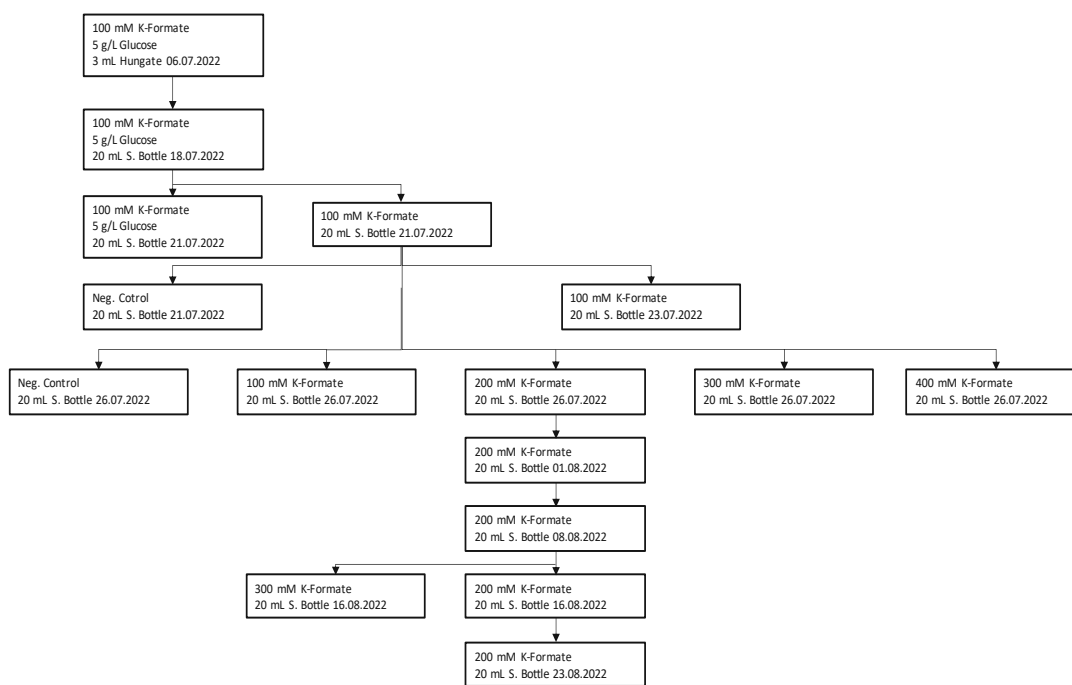 100 mM K-Formate
5 g/L Glucose
3 mL Hungate 06.07.2022
100 mM K-Formate
5 g/L Glucose
20 mL S. Bottle 18.07.2022
100 mM K-Formate
5 g/L Glucose
20 mL S. Bottle 21.07.2022
100 mM K-Formate
20 mL S. Bottle 21.07.2022
Neg. Cotrol
20 mL S. Bottle 21.07.2022
100 mM K-Formate
20 mL S. Bottle 23.07.2022
Neg. Control
20 mL S. Bottle 26.07.2022
100 mM K-Formate
20 mL S. Bottle 26.07.2022
200 mM K-Formate
20 mL S. Bottle 26.07.2022
300 mM K-Formate
20 mL S. Bottle 26.07.2022
400 mM K-Formate
20 mL S. Bottle 26.07.2022
200 mM K-Formate
20 mL S. Bottle 01.08.2022
200 mM K-Formate
20 mL S. Bottle 08.08.2022
300 mM K-Formate
20 mL S. Bottle 16.08.2022
200 mM K-Formate
20 mL S. Bottle 16.08.2022
200 mM K-Formate
20 mL S. Bottle 23.08.2022